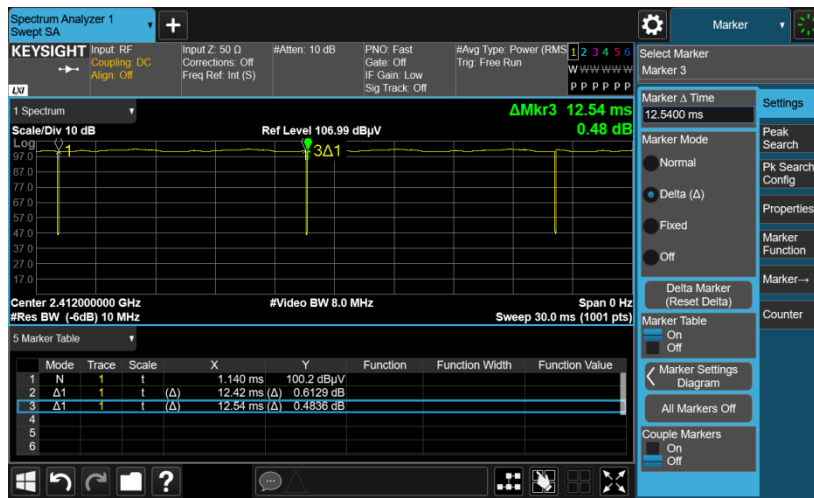 Spectrum Analyzer 1
Swept SA
+
Marker
KEYSIGHT
LXI
Input: RF
Coupling: DC
Align: Off
Input Z: 50 Ω
Corrections: Off
Freq Ref: Int (S)
#Atten: 10 dB
PNO: Fast
Gate: Off
IF Gain: Low
Sig Track: Off
#Avg Type: Power (RMS
Trig: Free Run
1 2 3 4 5 6
W W W W W W
P P P P P P
Select Marker
Marker 3
1 Spectrum
ΔMkr3 12.54 ms
0.48 dB
Scale/Div 10 dB
Ref Level 106.99 dBµV
Log
97.0
87.0
77.0
67.0
57.0
47.0
37.0
27.0
17.0
1
3Δ1
Center 2.412000000 GHz
#Video BW 8.0 MHz
Span 0 Hz
#Res BW (-6dB) 10 MHz
Sweep 30.0 ms (1001 pts)
5 Marker Table
Mode Trace Scale X Y Function Function Width Function Value
1 N 1 t 1.140 ms 100.2 dBµV
2 Δ1 1 t (Δ) 12.42 ms (Δ) 0.6129 dB
3 Δ1 1 t (Δ) 12.54 ms (Δ) 0.4836 dB
4
5
6
Marker Δ Time
12.5400 ms
Marker Mode
Normal
Delta (Δ)
Fixed
Off
Delta Marker
(Reset Delta)
Marker Table
On
Off
Marker Settings
Diagram
All Markers Off
Couple Markers
On
Off
Settings
Peak
Search
Pk Search
Config
Properties
Marker
Function
Marker→
Counter
?